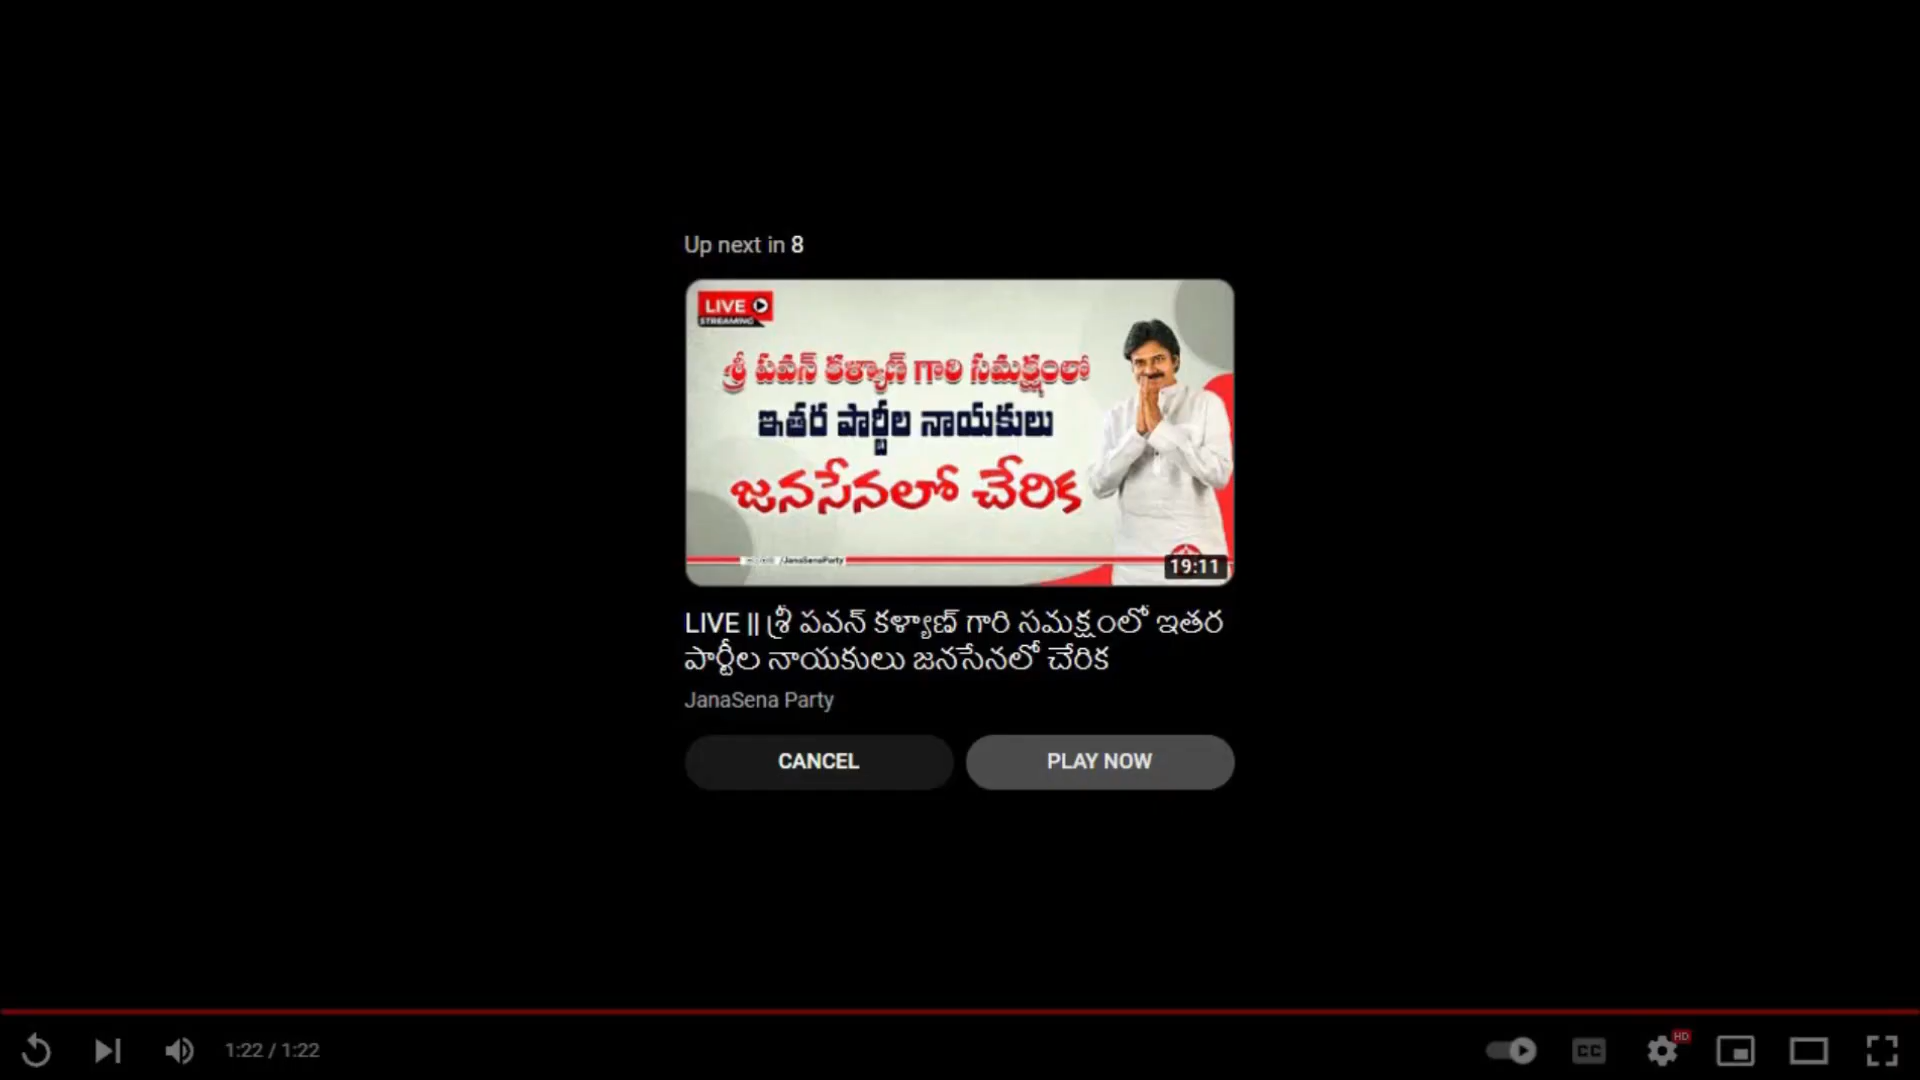 Up next in 8
LIVE
STREAMING
శ్రీ పవన్ కళ్యాణ్ గారి సమక్షంలో
ఇతర పార్టీల నాయకులు
జనసేనలో చేరిక
/JanaSenaParty
19:11
LIVE || శ్రీ పవన్ కళ్యాణ్ గారి సమక్షంలో ఇతర
పార్టీల నాయకులు జనసేనలో చేరిక
JanaSena Party
CANCEL PLAY NOW
1:22 / 1:22 CC HD